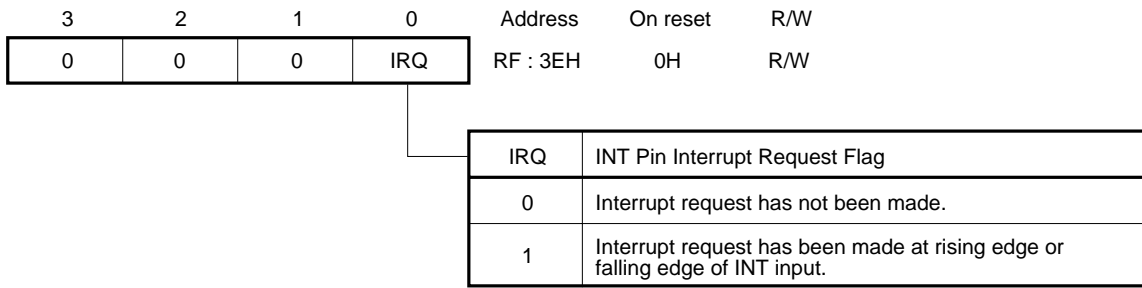 3 2 1 0 Address On reset R/W
0 0 0 IRQ RF : 3EH 0H R/W
IRQ INT Pin Interrupt Request Flag
0 Interrupt request has not been made.
1 Interrupt request has been made at rising edge or
falling edge of INT input.